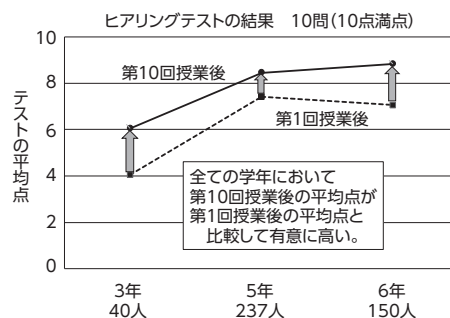 ヒアリングテストの結果　10問(10点満点)
10
8
6
4
2
0
テストの平均点
第10回授業後
第1回授業後
全ての学年において
第10回授業後の平均点が
第1回授業後の平均点と
比較して有意に高い。
3年
40人
5年
237人
6年
150人